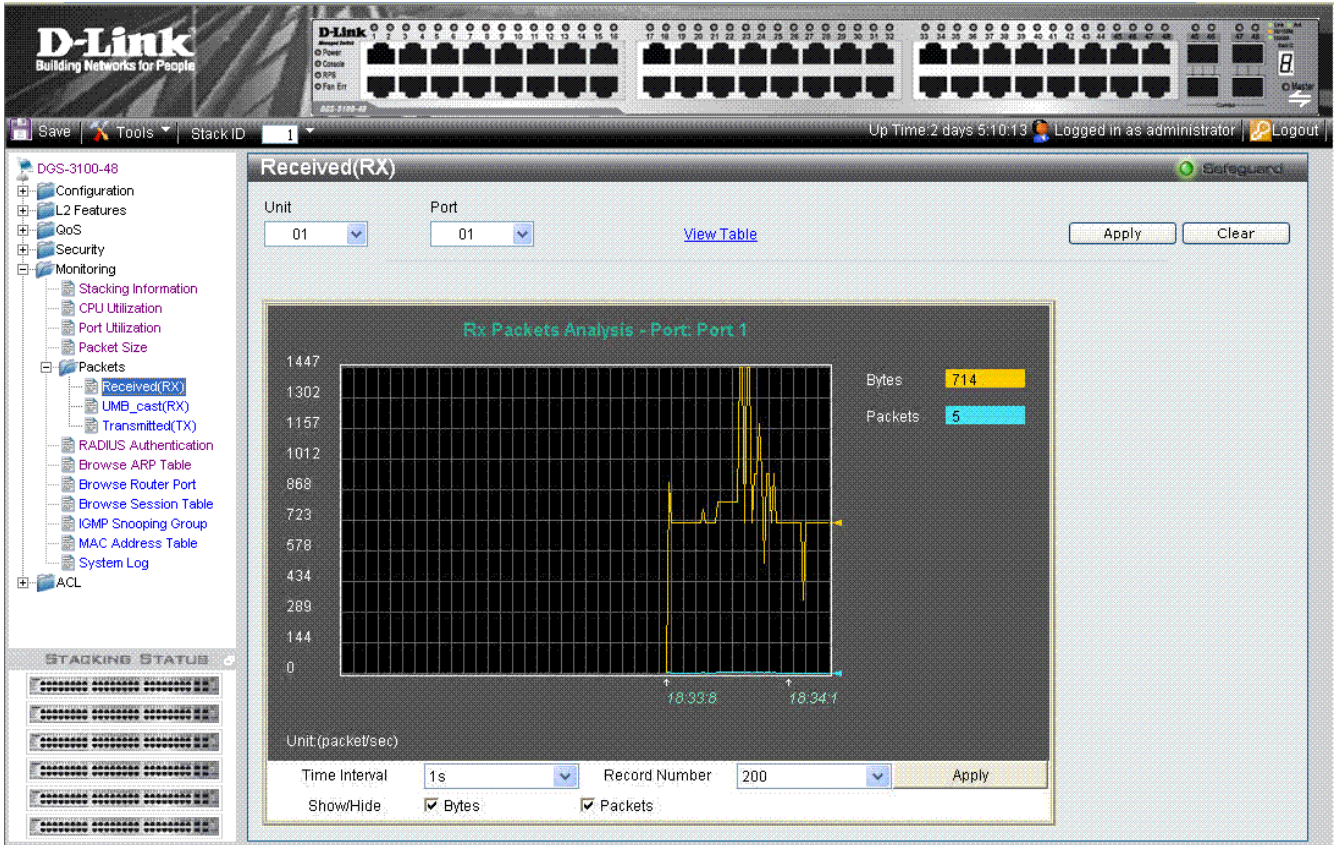 D-Link
Building Networks for People
D-Link
Power
Console
RPS
Fan Err
DGS-3100-48
Master
Save
Tools
Stack ID
1
Up Time:2 days 5:10:13
Logged in as administrator
Logout
DGS-3100-48
Configuration
L2 Features
QoS
Security
Monitoring
Stacking Information
CPU Utilization
Port Utilization
Packet Size
Packets
Received(RX)
UMB_cast(RX)
Transmitted(TX)
RADIUS Authentication
Browse ARP Table
Browse Router Port
Browse Session Table
IGMP Snooping Group
MAC Address Table
System Log
ACL
STACKING STATUS
Received(RX)
Safeguard
Unit
Port
01
01
View Table
Apply
Clear
Rx Packets Analysis - Port: Port 1
1447
1302
1157
1012
868
723
578
434
289
144
0
Bytes
714
Packets
5
18:33:8
18:34:1
Unit:(packet/sec)
Time Interval
1s
Record Number
200
Apply
Show/Hide
Bytes
Packets